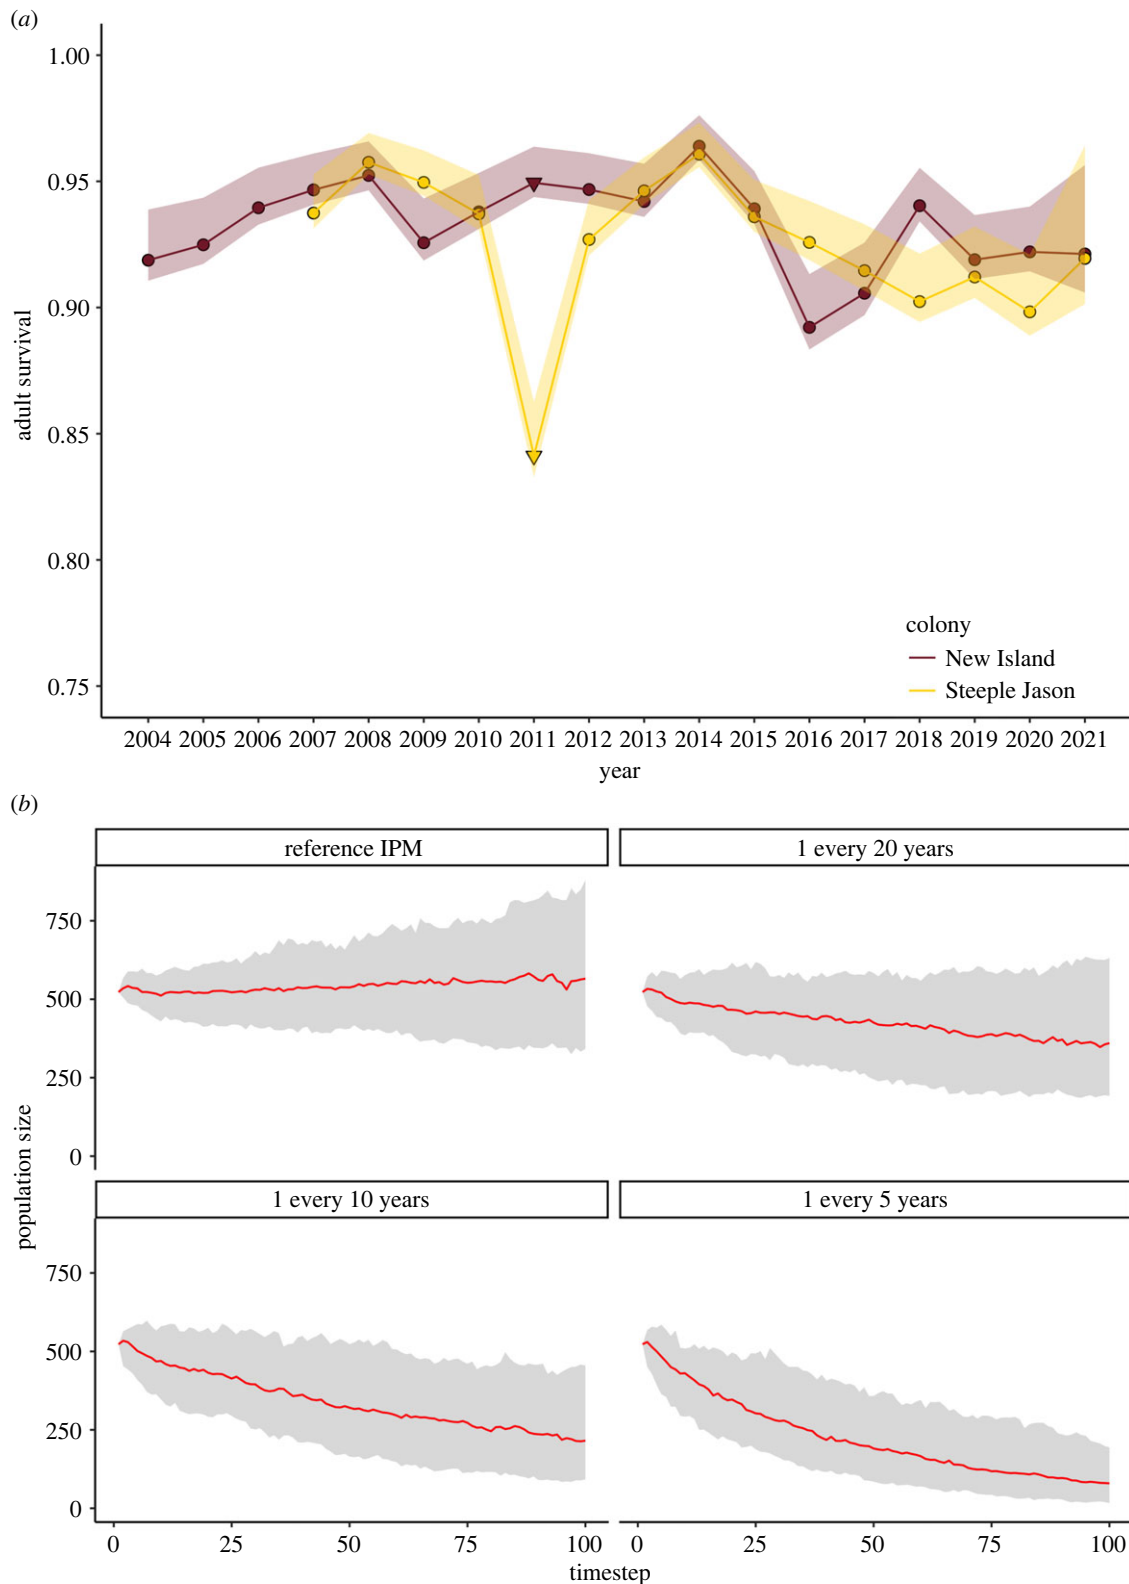 (a)
1.00
0.95
0.90
0.85
0.80
0.75
adult survival
colony
New Island
Steeple Jason
2004 2005 2006 2007 2008 2009 2010 2011 2012 2013 2014 2015 2016 2017 2018 2019 2020 2021
year
(b)
reference IPM
1 every 20 years
750
500
250
0
population size
1 every 10 years
1 every 5 years
750
500
250
0
0 25 50 75 100
0 25 50 75 100
timestep